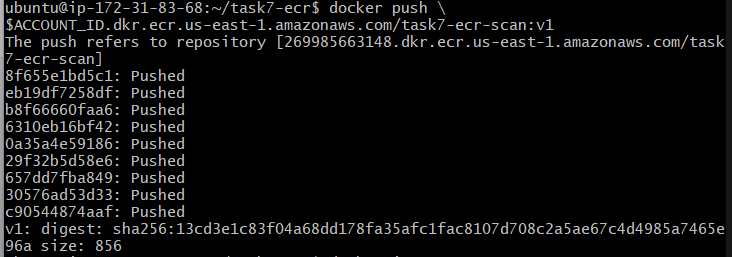 ubuntu@ip-172-31-83-68:~/task7-ecr$ docker push \
$ACCOUNT_ID.dkr.ecr.us-east-1.amazonaws.com/task7-ecr-scan:v1
The push refers to repository [269985663148.dkr.ecr.us-east-1.amazonaws.com/task
7-ecr-scan]
8f655e1bd5c1: Pushed
eb19df7258df: Pushed
b8f66660faa6: Pushed
6310eb16bf42: Pushed
0a35a4e59186: Pushed
29f32b5d58e6: Pushed
657dd7fba849: Pushed
30576ad53d33: Pushed
c90544874aaf: Pushed
v1: digest: sha256:13cd3e1c83f04a68dd178fa35afc1fac8107d708c2a5ae67c4d4985a7465e
96a size: 856